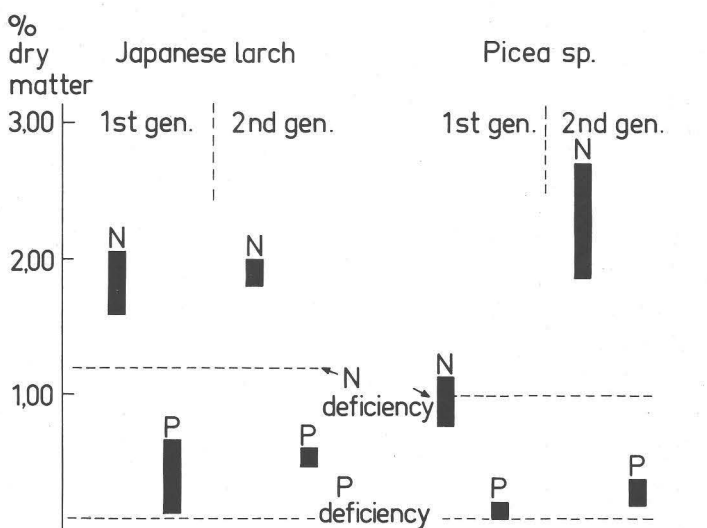 %
dry
matter
Japanese larch
Picea sp.
3,00
1st gen.
2nd gen.
1st gen.
2nd gen.
N
N
N
2,00
N
N
deficiency
1,00
P
P
P
P
P
deficiency